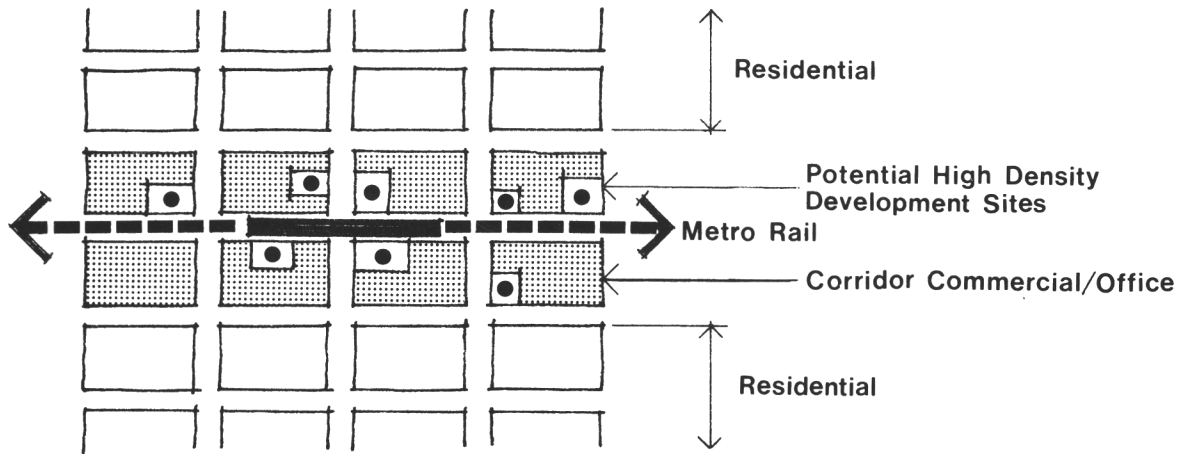 Residential
Potential High Density
Development Sites
Metro Rail
Corridor Commercial/Office
Residential